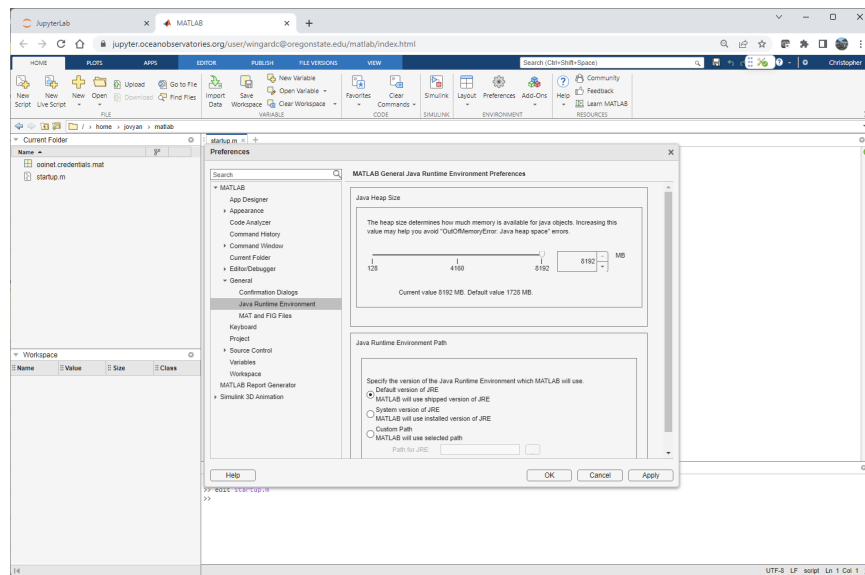 JupyterLab
MATLAB
jupyter.oceanobservatories.org/user/wingardc@oregonstate.edu/matlab/index.html
HOME PLOTS APPS EDITOR PUBLISH FILE VERSIONS VIEW
Search (Ctrl+Shift+Space)
Christopher
New Script
New Live Script
New
Open
Upload
Download
Go to File
Find Files
FILE
Import Data
Save Workspace
New Variable
Open Variable
Clear Workspace
VARIABLE
Favorites
Clear Commands
CODE
Simulink
SIMULINK
Layout
Preferences
Add-Ons
ENVIRONMENT
Help
Community
Feedback
Learn MATLAB
RESOURCES
/ › home › jovyan › matlab
Current Folder
Name
ooinet.credentials.mat
startup.m
Workspace
Name Value Size Class
startup.m
Preferences
Search
MATLAB
App Designer
Appearance
Code Analyzer
Command History
Command Window
Current Folder
Editor/Debugger
General
Confirmation Dialogs
Java Runtime Environment
MAT and FIG Files
Keyboard
Project
Source Control
Variables
Workspace
MATLAB Report Generator
Simulink 3D Animation
MATLAB General Java Runtime Environment Preferences
Java Heap Size
The heap size determines how much memory is available for java objects. Increasing this
value may help you avoid "OutOfMemoryError: Java heap space" errors.
8192 MB
128 4160 8192
Current value 8192 MB. Default value 1728 MB.
Java Runtime Environment Path
Specify the version of the Java Runtime Environment which MATLAB will use.
Default version of JRE
MATLAB will use shipped version of JRE
System version of JRE
MATLAB will use installed version of JRE
Custom Path
MATLAB will use selected path
Path for JRE:
...
Help OK Cancel Apply
>> edit startup.m
>>
UTF-8 LF script Ln 1 Col 1